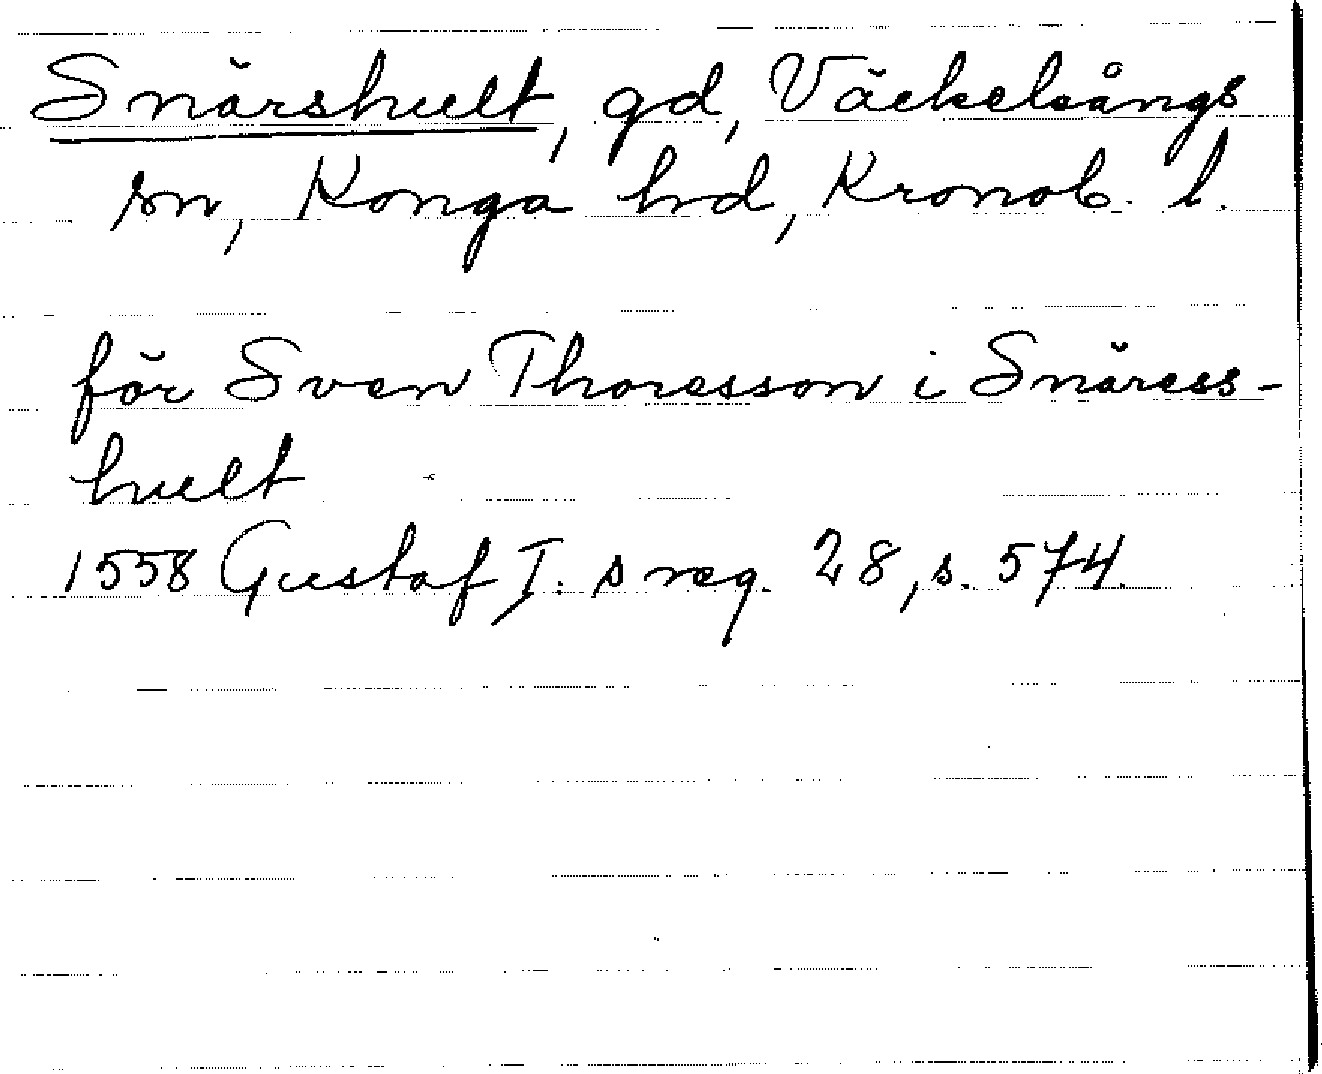 Snärshult, gd, Väckelsångs
sn, Konga hd, Kronob. l.
för Sven Thoresson i Snäress-
hult
1558 Gustaf I:s reg. 28, s. 574.